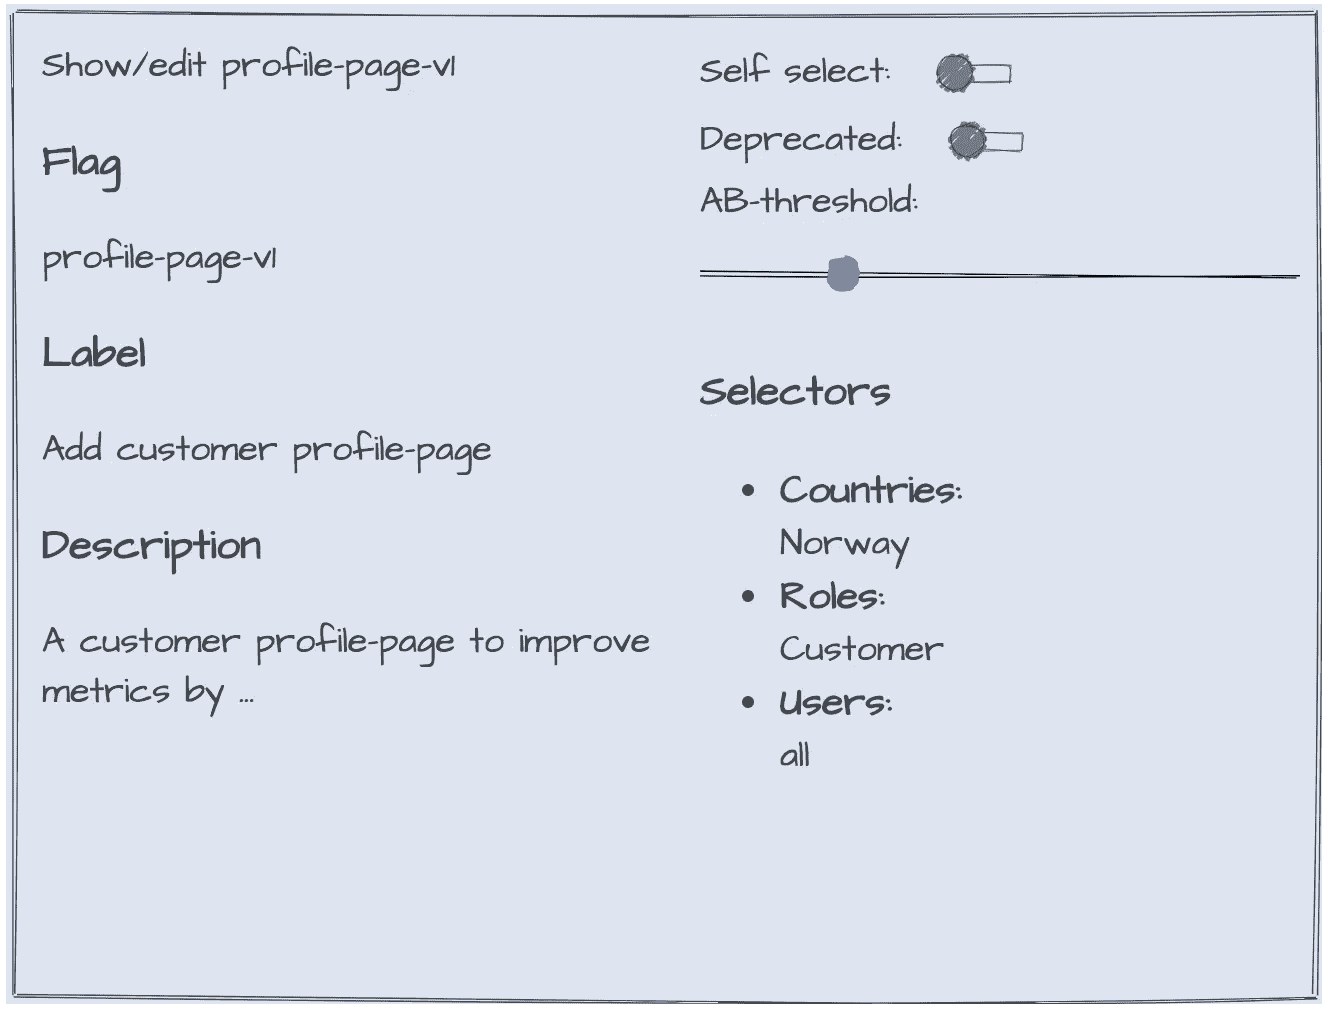 Show/edit profile-page-v1
Flag
profile-page-v1
Label
Add customer profile-page
Description
A customer profile-page to improve
metrics by ...
Self select:
Deprecated:
AB-threshold:
Selectors
• Countries:
Norway
• Roles:
Customer
• Users:
all